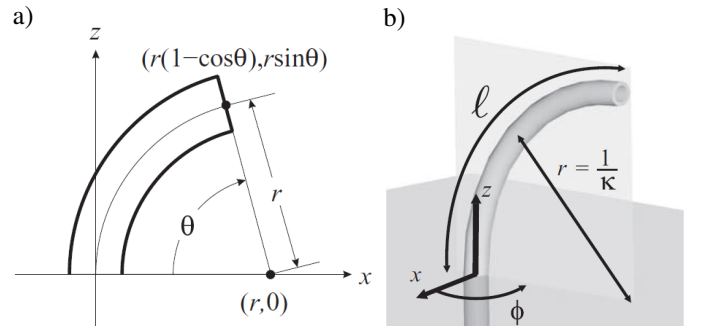 a)
z
(r(1−cosθ),rsinθ)
θ
r
x
(r,0)
b)
ℓ
r = 1/κ
z
x
ϕ